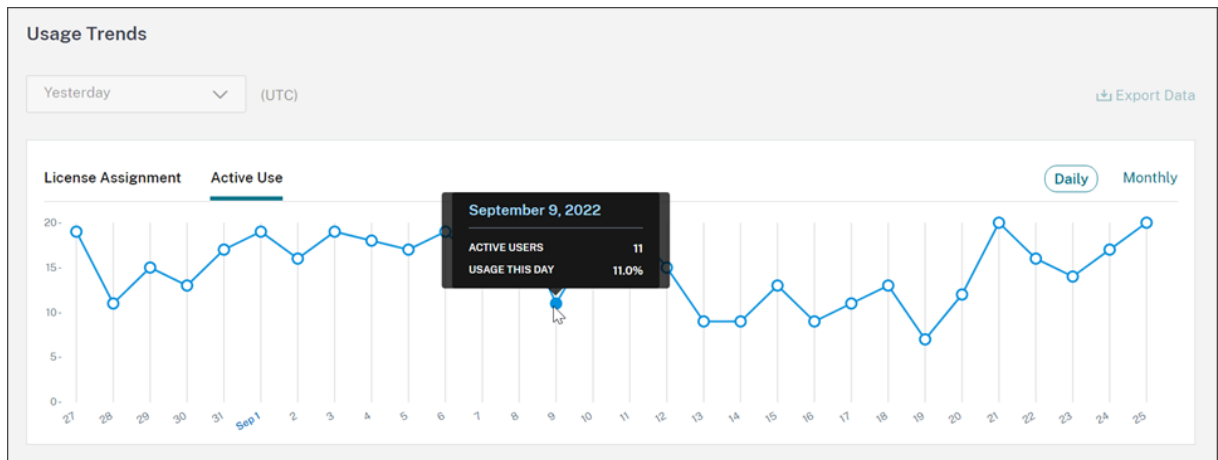 Usage Trends
Yesterday
(UTC)
Export Data
License Assignment
Active Use
Daily
Monthly
September 9, 2022
ACTIVE USERS 11
USAGE THIS DAY 11.0%
20-
15-
10-
5-
0-
27 28 29 30 31 Sep 1 2 3 4 5 6 7 8 9 10 11 12 13 14 15 16 17 18 19 20 21 22 23 24 25